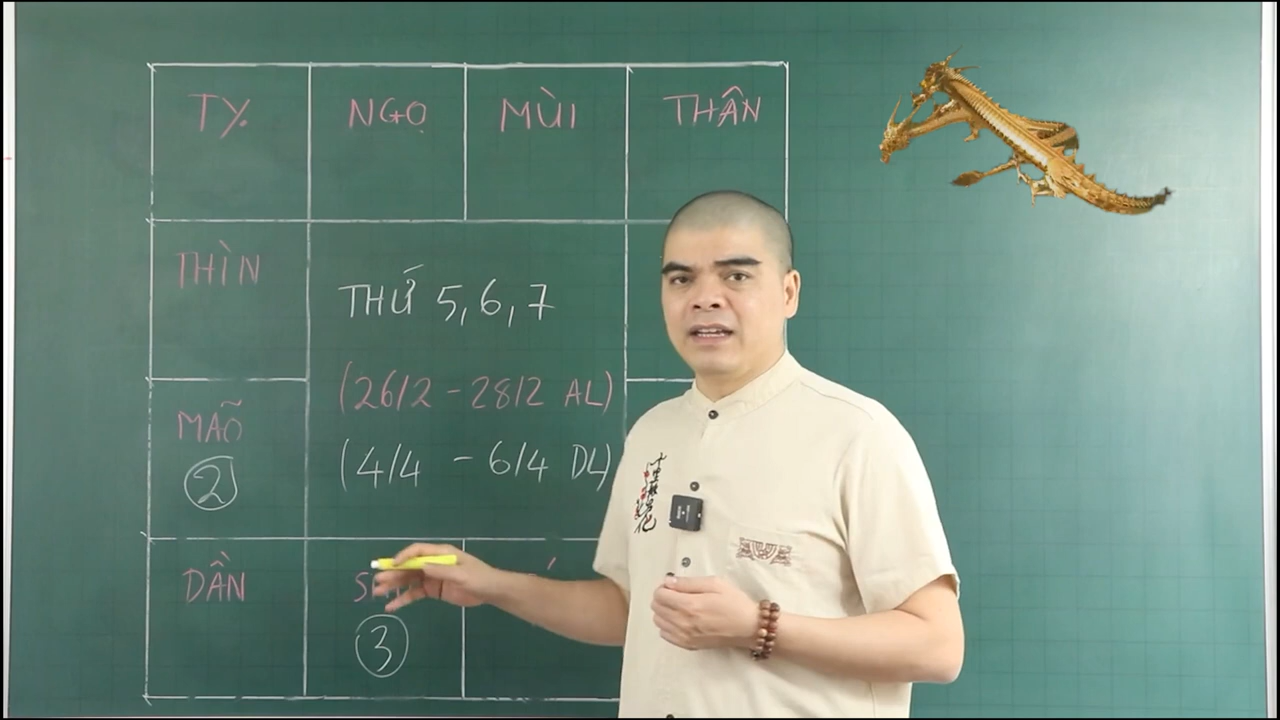 TỴ
NGỌ
MÙI
THÂN
THÌN
THỨ 5, 6, 7
(26/2 - 28/2 AL)
MÃO
2
(4/4 - 6/4 DL)
DẦN
3